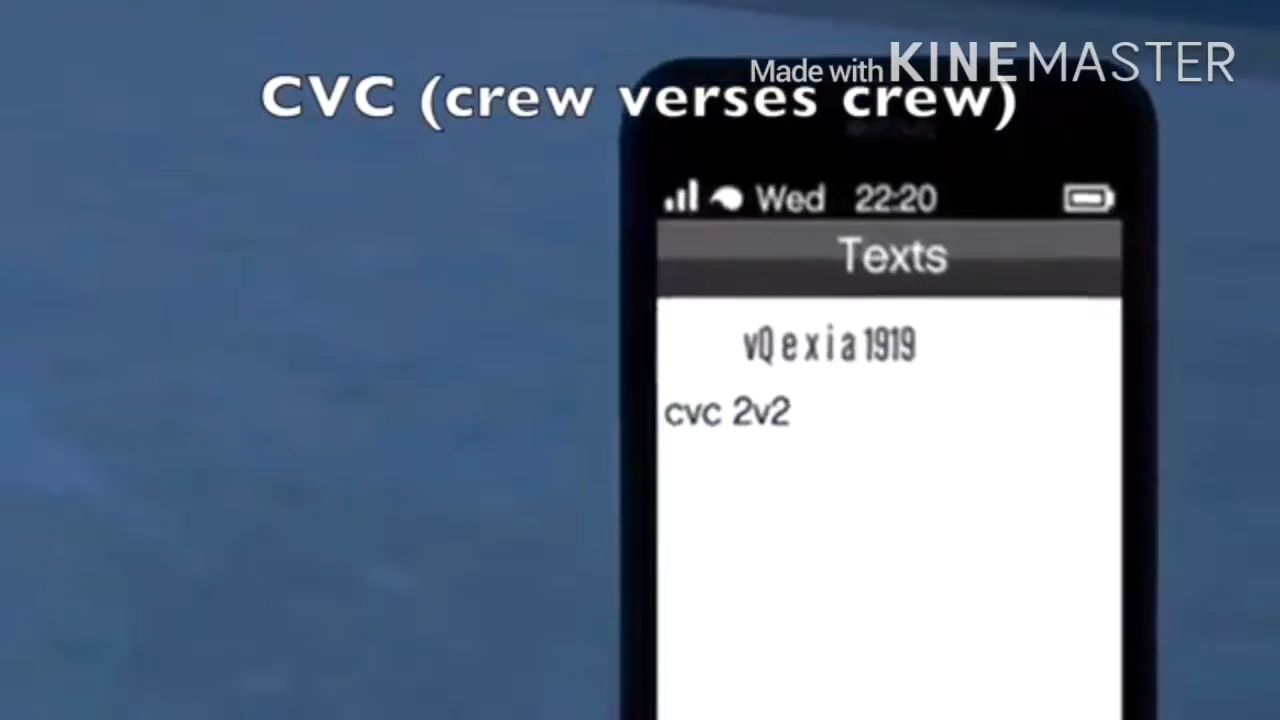 Made with KINEMASTER
CVC (crew verses crew)
Wed 22:20
Texts
vQexia1919
cvc 2v2